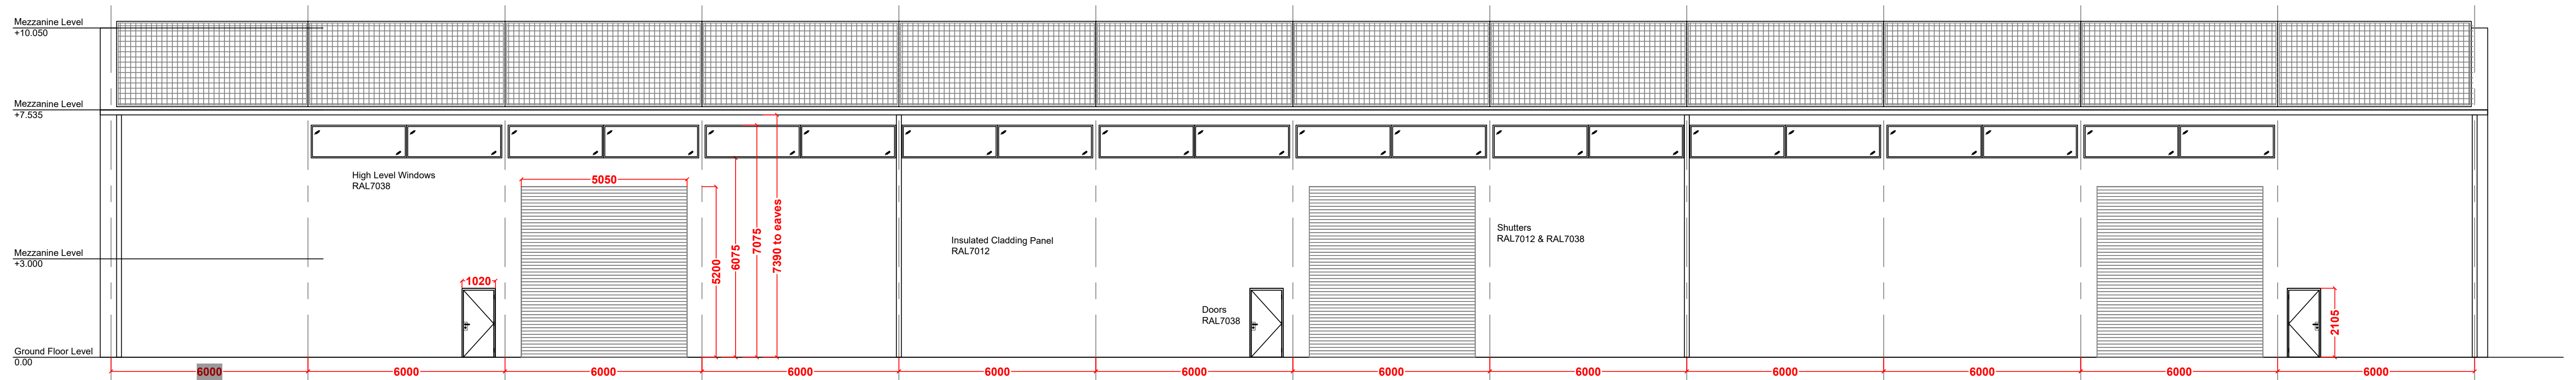 Mezzanine Level
+10.050
Mezzanine Level
+7.535
High Level Windows
RAL7038
5050
Mezzanine Level
+3.000
1020
5200
6075
7075
7390 to eaves
Insulated Cladding Panel
RAL7012
Doors
RAL7038
Shutters
RAL7012 & RAL7038
2105
Ground Floor Level
0.00
6000 6000 6000 6000 6000 6000 6000 6000 6000 6000 6000 6000